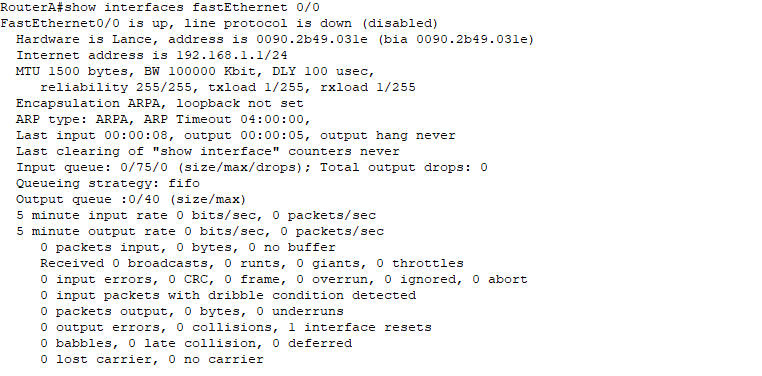 RouterA#show interfaces fastEthernet 0/0
FastEthernet0/0 is up, line protocol is down (disabled)
Hardware is Lance, address is 0090.2b49.031e (bia 0090.2b49.031e)
Internet address is 192.168.1.1/24
MTU 1500 bytes, BW 100000 Kbit, DLY 100 usec,
reliability 255/255, txload 1/255, rxload 1/255
Encapsulation ARPA, loopback not set
ARP type: ARPA, ARP Timeout 04:00:00,
Last input 00:00:08, output 00:00:05, output hang never
Last clearing of "show interface" counters never
Input queue: 0/75/0 (size/max/drops); Total output drops: 0
Queueing strategy: fifo
Output queue :0/40 (size/max)
5 minute input rate 0 bits/sec, 0 packets/sec
5 minute output rate 0 bits/sec, 0 packets/sec
0 packets input, 0 bytes, 0 no buffer
Received 0 broadcasts, 0 runts, 0 giants, 0 throttles
0 input errors, 0 CRC, 0 frame, 0 overrun, 0 ignored, 0 abort
0 input packets with dribble condition detected
0 packets output, 0 bytes, 0 underruns
0 output errors, 0 collisions, 1 interface resets
0 babbles, 0 late collision, 0 deferred
0 lost carrier, 0 no carrier